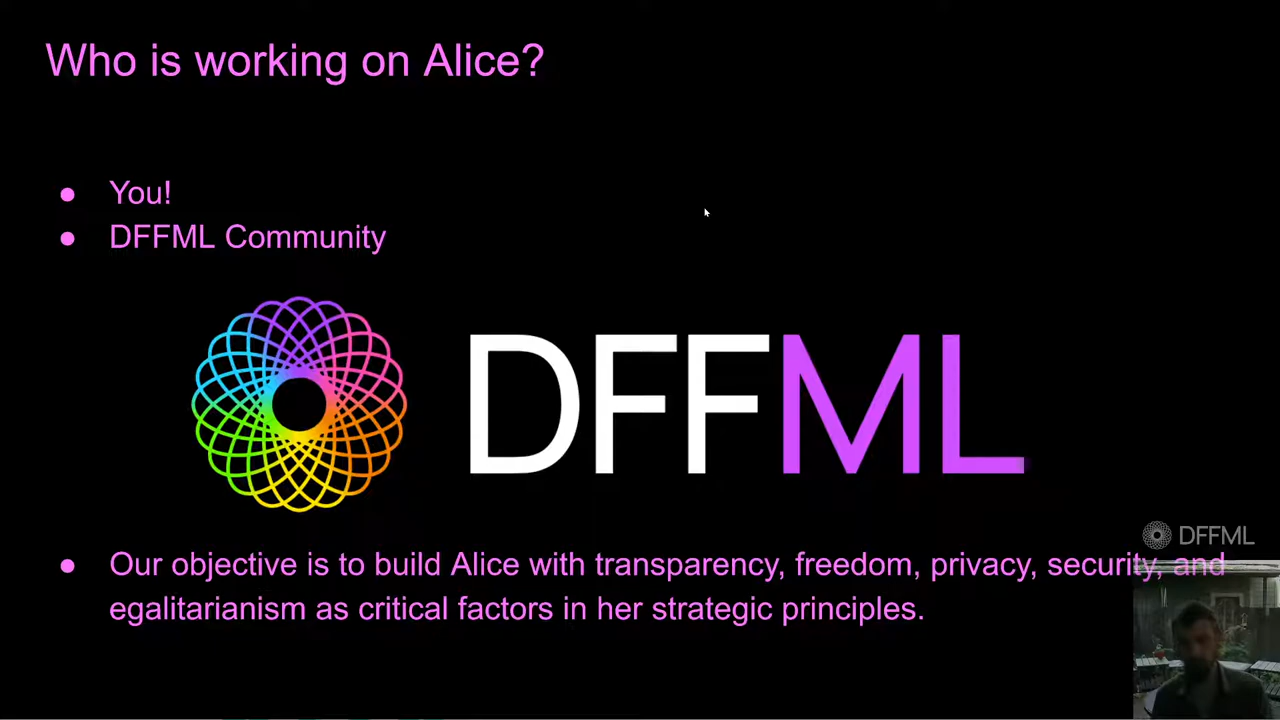 Who is working on Alice?
● You!
● DFFML Community
DFFML
DFFML
● Our objective is to build Alice with transparency, freedom, privacy, security, and
egalitarianism as critical factors in her strategic principles.